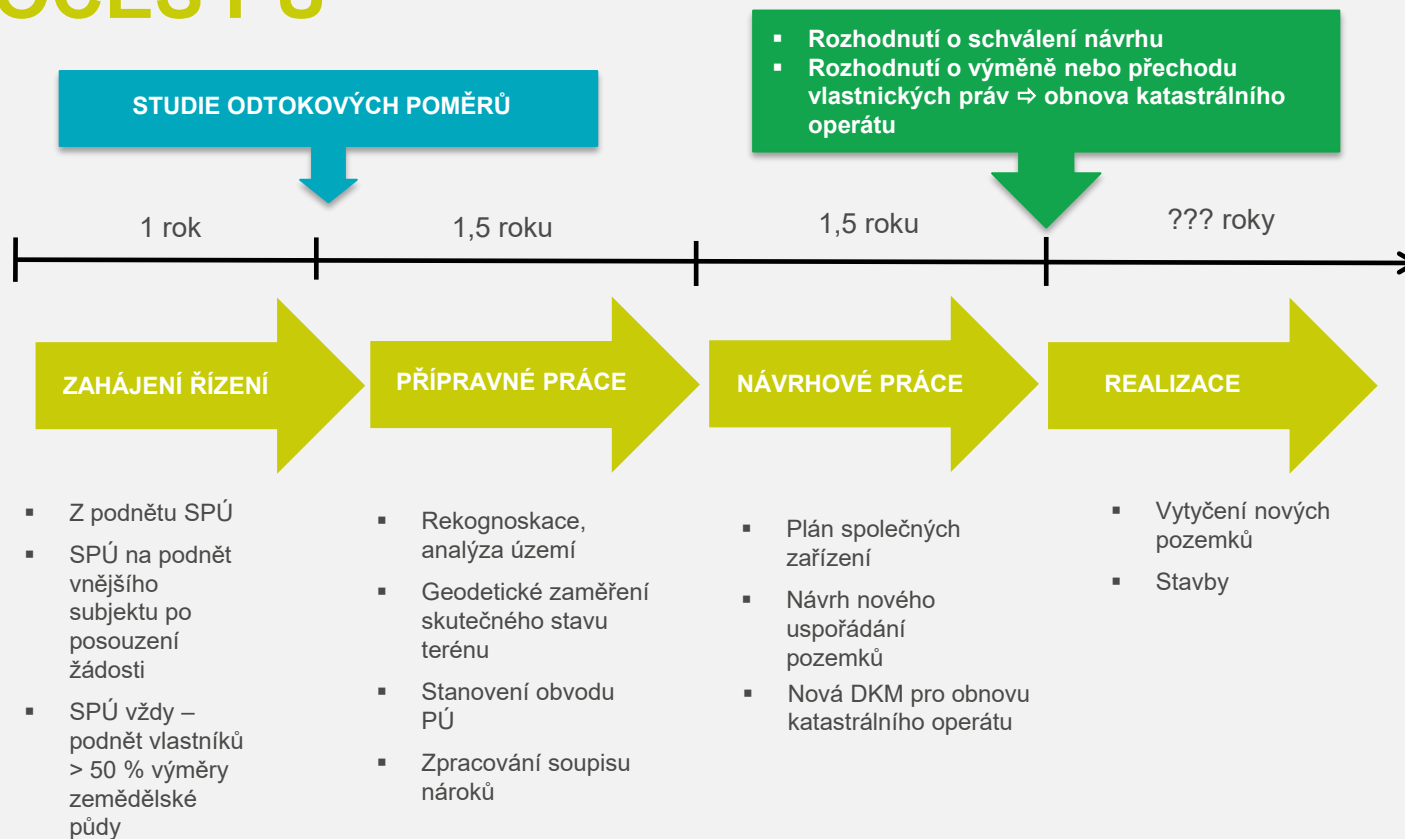 OCES PÚ
STUDIE ODTOKOVÝCH POMĚRŮ
▪ Rozhodnutí o schválení návrhu
▪ Rozhodnutí o výměně nebo přechodu
vlastnických práv ⇨ obnova katastrálního
operátu
1 rok
1,5 roku
1,5 roku
??? roky
ZAHÁJENÍ ŘÍZENÍ
PŘÍPRAVNÉ PRÁCE
NÁVRHOVÉ PRÁCE
REALIZACE
▪ Z podnětu SPÚ
▪ SPÚ na podnět
vnějšího
subjektu po
posouzení
žádosti
▪ SPÚ vždy –
podnět vlastníků
> 50 % výměry
zemědělské
půdy
▪ Rekognoskace,
analýza území
▪ Geodetické zaměření
skutečného stavu
terénu
▪ Stanovení obvodu
PÚ
▪ Zpracování soupisu
nároků
▪ Plán společných
zařízení
▪ Návrh nového
uspořádání
pozemků
▪ Nová DKM pro obnovu
katastrálního operátu
▪ Vytyčení nových
pozemků
▪ Stavby